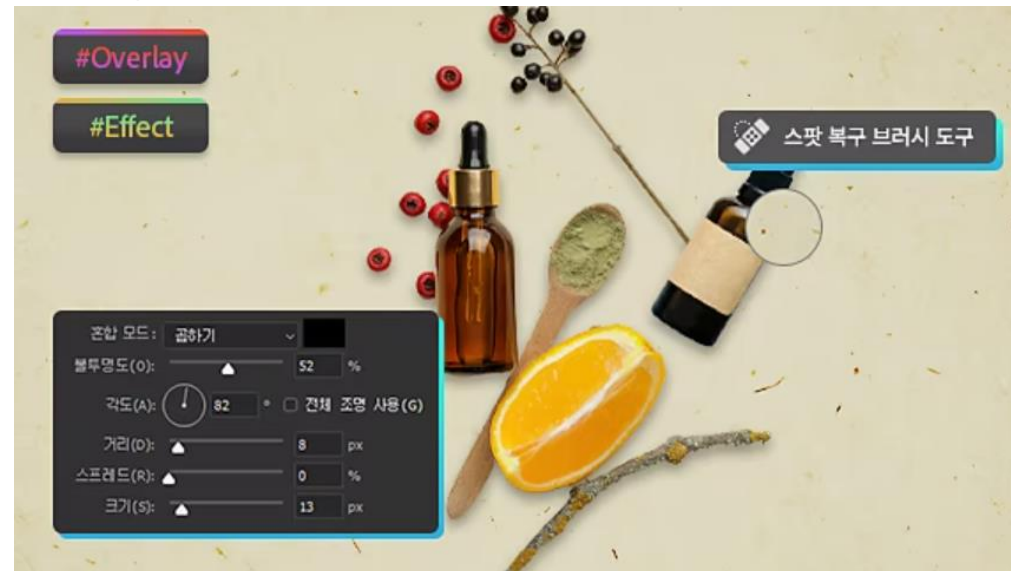 #Overlay
#Effect
스팟 복구 브러시 도구
혼합 모드: 곱하기
불투명도(O): 52 %
각도(A): 82 ° 전체 조명 사용(G)
거리(D): 8 px
스프레드(R): 0 %
크기(S): 13 px